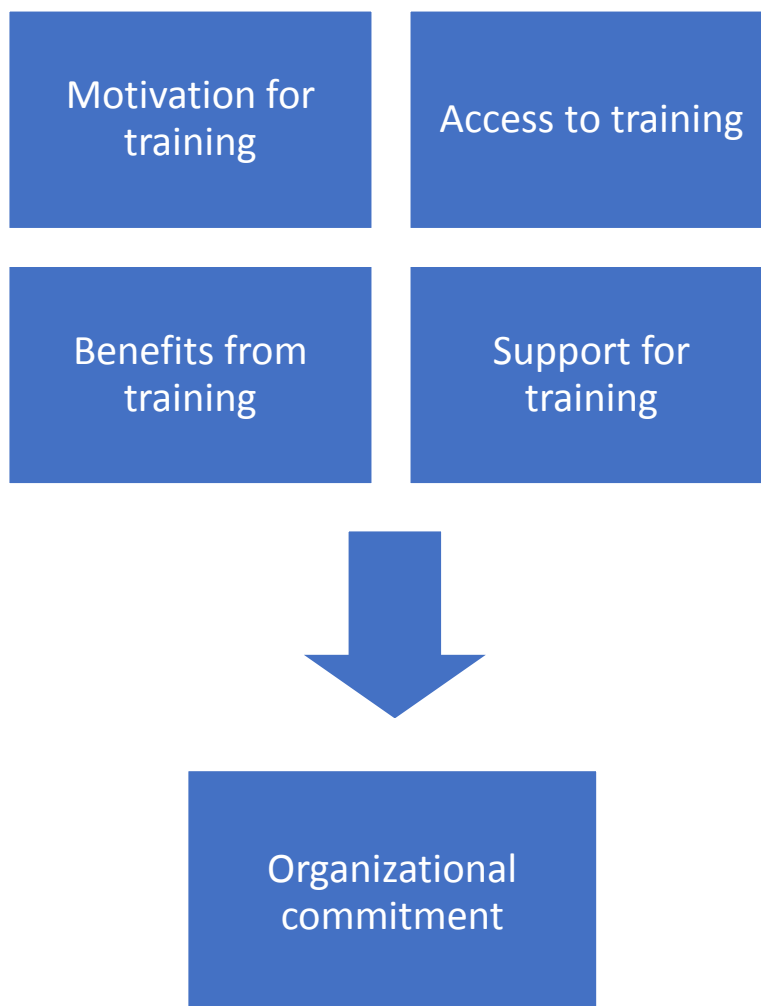 Motivation for
training
Access to training
Benefits from
training
Support for
training
Organizational
commitment